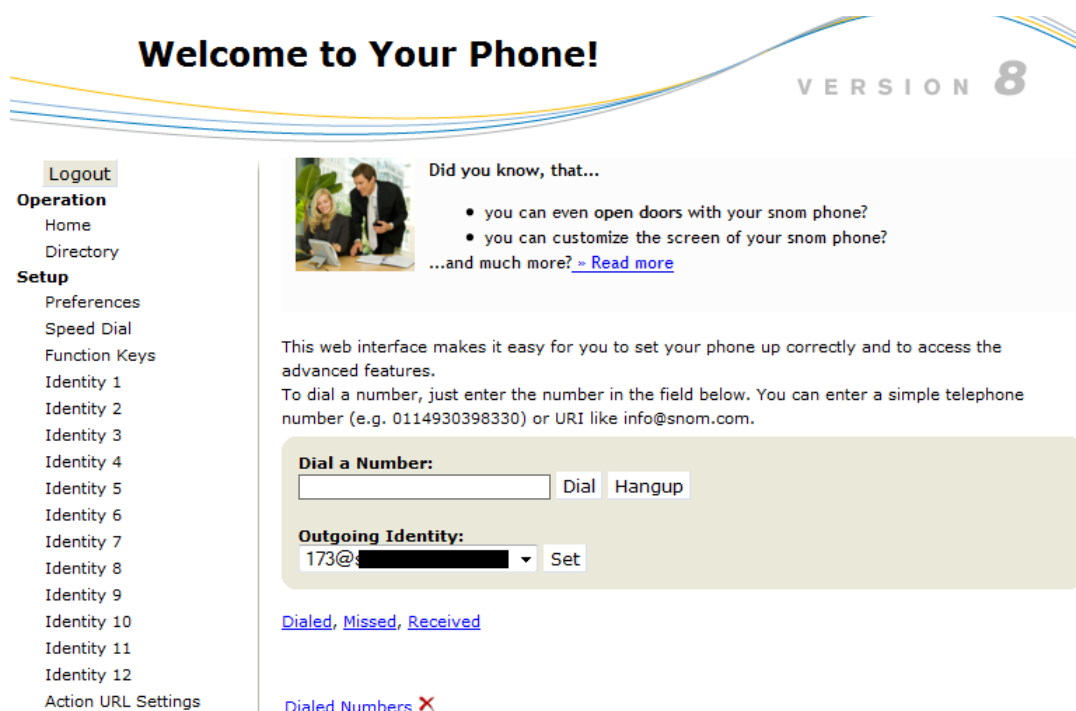 Welcome to Your Phone!
VERSION 8
Logout
Operation
Home
Directory
Setup
Preferences
Speed Dial
Function Keys
Identity 1
Identity 2
Identity 3
Identity 4
Identity 5
Identity 6
Identity 7
Identity 8
Identity 9
Identity 10
Identity 11
Identity 12
Action URL Settings
Did you know, that...
• you can even open doors with your snom phone?
• you can customize the screen of your snom phone?
...and much more? » Read more
This web interface makes it easy for you to set your phone up correctly and to access the
advanced features.
To dial a number, just enter the number in the field below. You can enter a simple telephone
number (e.g. 0114930398330) or URI like info@snom.com.
Dial a Number:
Dial Hangup
Outgoing Identity:
173@s
Set
Dialed, Missed, Received
Dialed Numbers